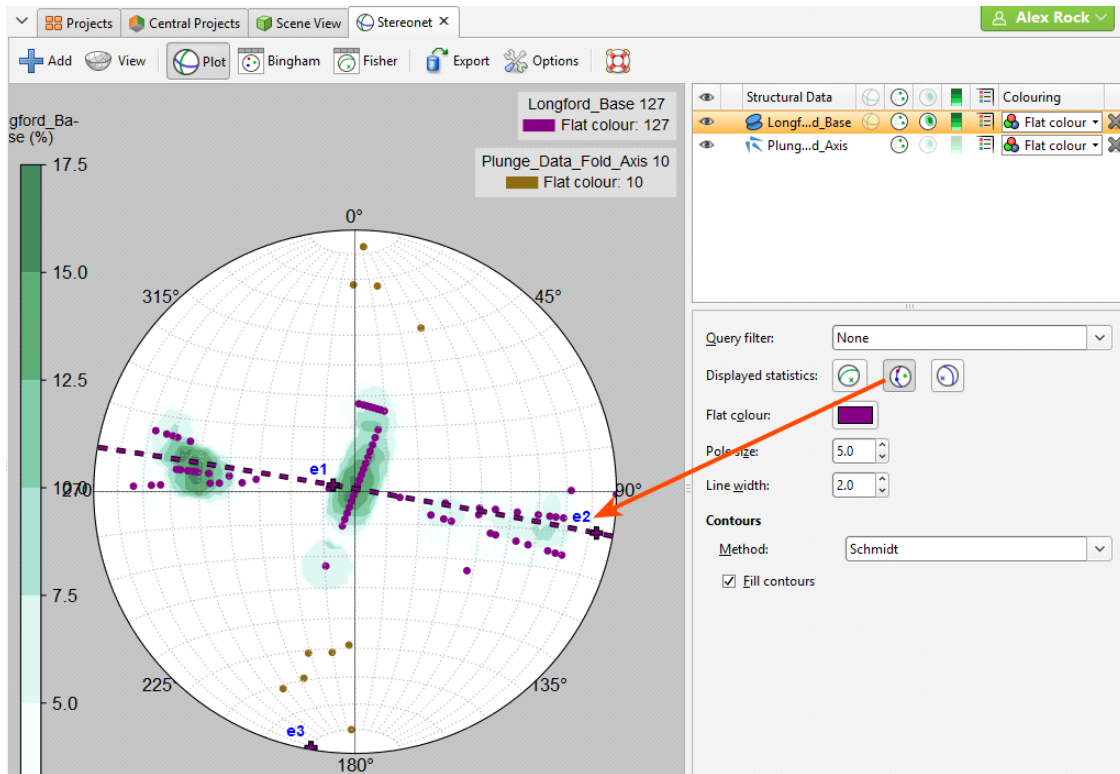 Projects
Central Projects
Scene View
Stereonet
Alex Rock
Add
View
Plot
Bingham
Fisher
Export
Options
gford_Ba-
se (%)
17.5
15.0
12.5
10.0
7.5
5.0
Longford_Base 127
Flat colour: 127
Plunge_Data_Fold_Axis 10
Flat colour: 10
0°
315°
45°
270
90°
225°
135°
180°
e1
e2
e3
Structural Data
Colouring
Longf...d_Base
Flat colour
Plung...d_Axis
Flat colour
Query filter:
None
Displayed statistics:
Flat colour:
Pole size:
5.0
Line width:
2.0
Contours
Method:
Schmidt
Fill contours